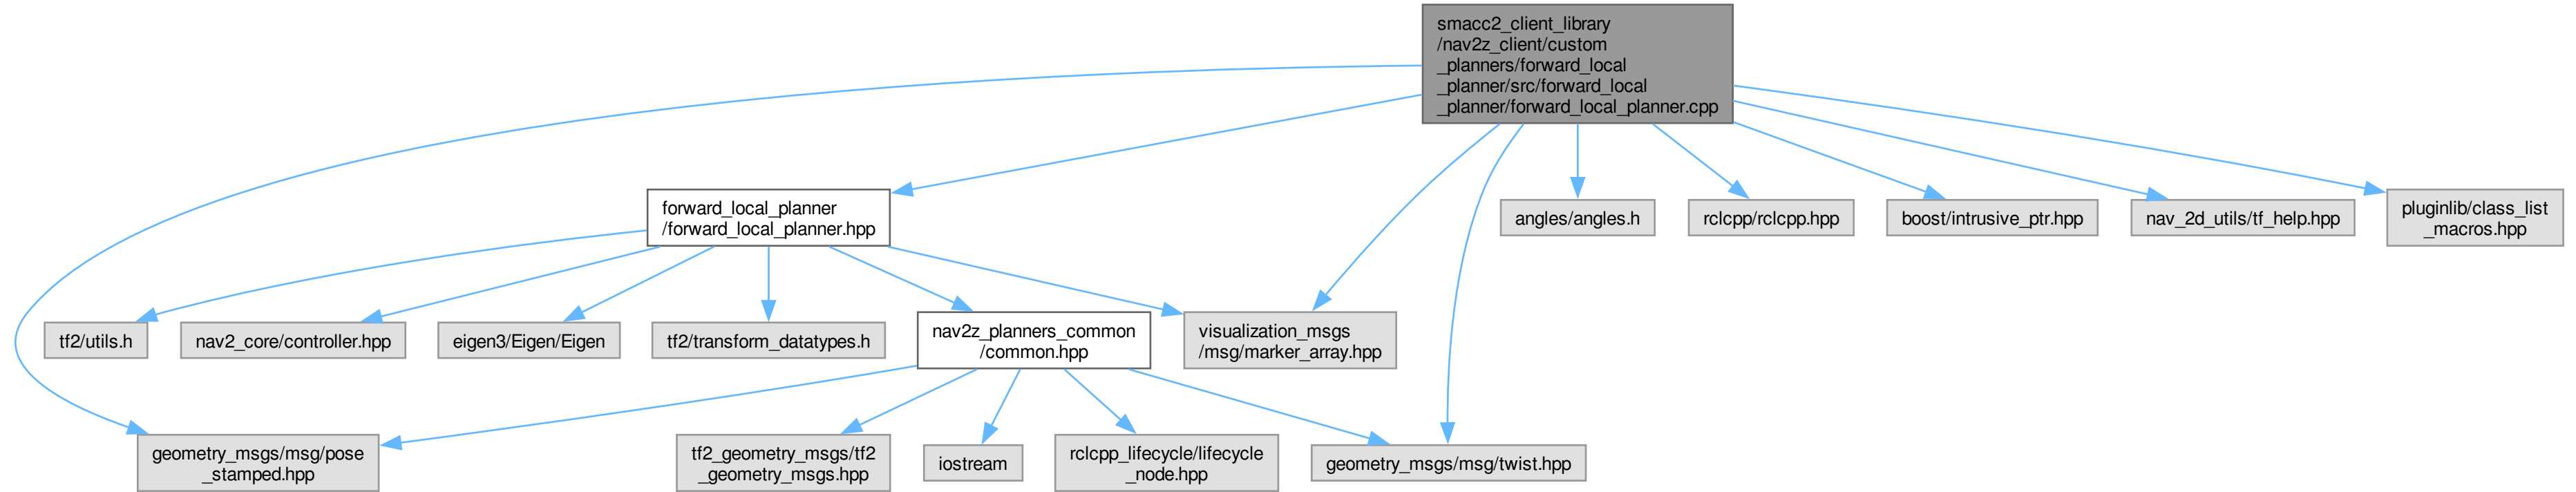 smacc2_client_library
/nav2z_client/custom
_planners/forward_local
_planner/src/forward_local
_planner/forward_local_planner.cpp
forward_local_planner
/forward_local_planner.hpp
angles/angles.h
rclcpp/rclcpp.hpp
boost/intrusive_ptr.hpp
nav_2d_utils/tf_help.hpp
pluginlib/class_list
_macros.hpp
tf2/utils.h
nav2_core/controller.hpp
eigen3/Eigen/Eigen
tf2/transform_datatypes.h
nav2z_planners_common
/common.hpp
visualization_msgs
/msg/marker_array.hpp
geometry_msgs/msg/pose
_stamped.hpp
tf2_geometry_msgs/tf2
_geometry_msgs.hpp
iostream
rclcpp_lifecycle/lifecycle
_node.hpp
geometry_msgs/msg/twist.hpp